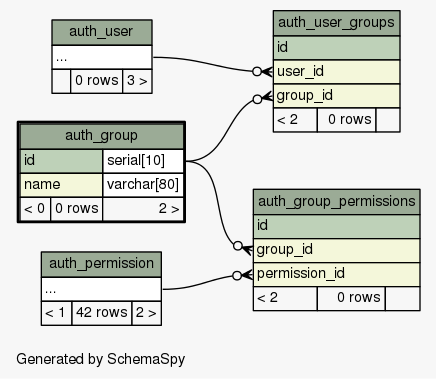 auth_user
...
0 rows 3 >
auth_user_groups
id
user_id
group_id
< 2 0 rows
auth_group
id serial[10]
name varchar[80]
< 0 0 rows 2 >
auth_group_permissions
id
group_id
permission_id
< 2 0 rows
auth_permission
...
< 1 42 rows 2 >
Generated by SchemaSpy